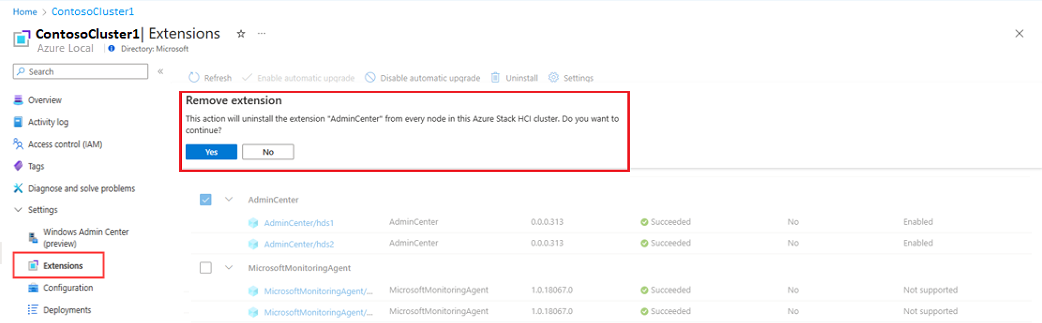 Home > ContosoCluster1
ContosoCluster1 | Extensions ☆ ...
Azure Local Directory: Microsoft
Search «
Overview
Activity log
Access control (IAM)
Tags
Diagnose and solve problems
Settings
Windows Admin Center
(preview)
Extensions
Configuration
Deployments
Refresh Enable automatic upgrade Disable automatic upgrade Uninstall Settings
Remove extension
This action will uninstall the extension "AdminCenter" from every node in this Azure Stack HCI cluster. Do you want to
continue?
Yes No
AdminCenter
AdminCenter/hds1 AdminCenter 0.0.0.313 Succeeded No Enabled
AdminCenter/hds2 AdminCenter 0.0.0.313 Succeeded No Enabled
MicrosoftMonitoringAgent
MicrosoftMonitoringAgent/... MicrosoftMonitoringAgent 1.0.18067.0 Succeeded No Not supported
MicrosoftMonitoringAgent/... MicrosoftMonitoringAgent 1.0.18067.0 Succeeded No Not supported